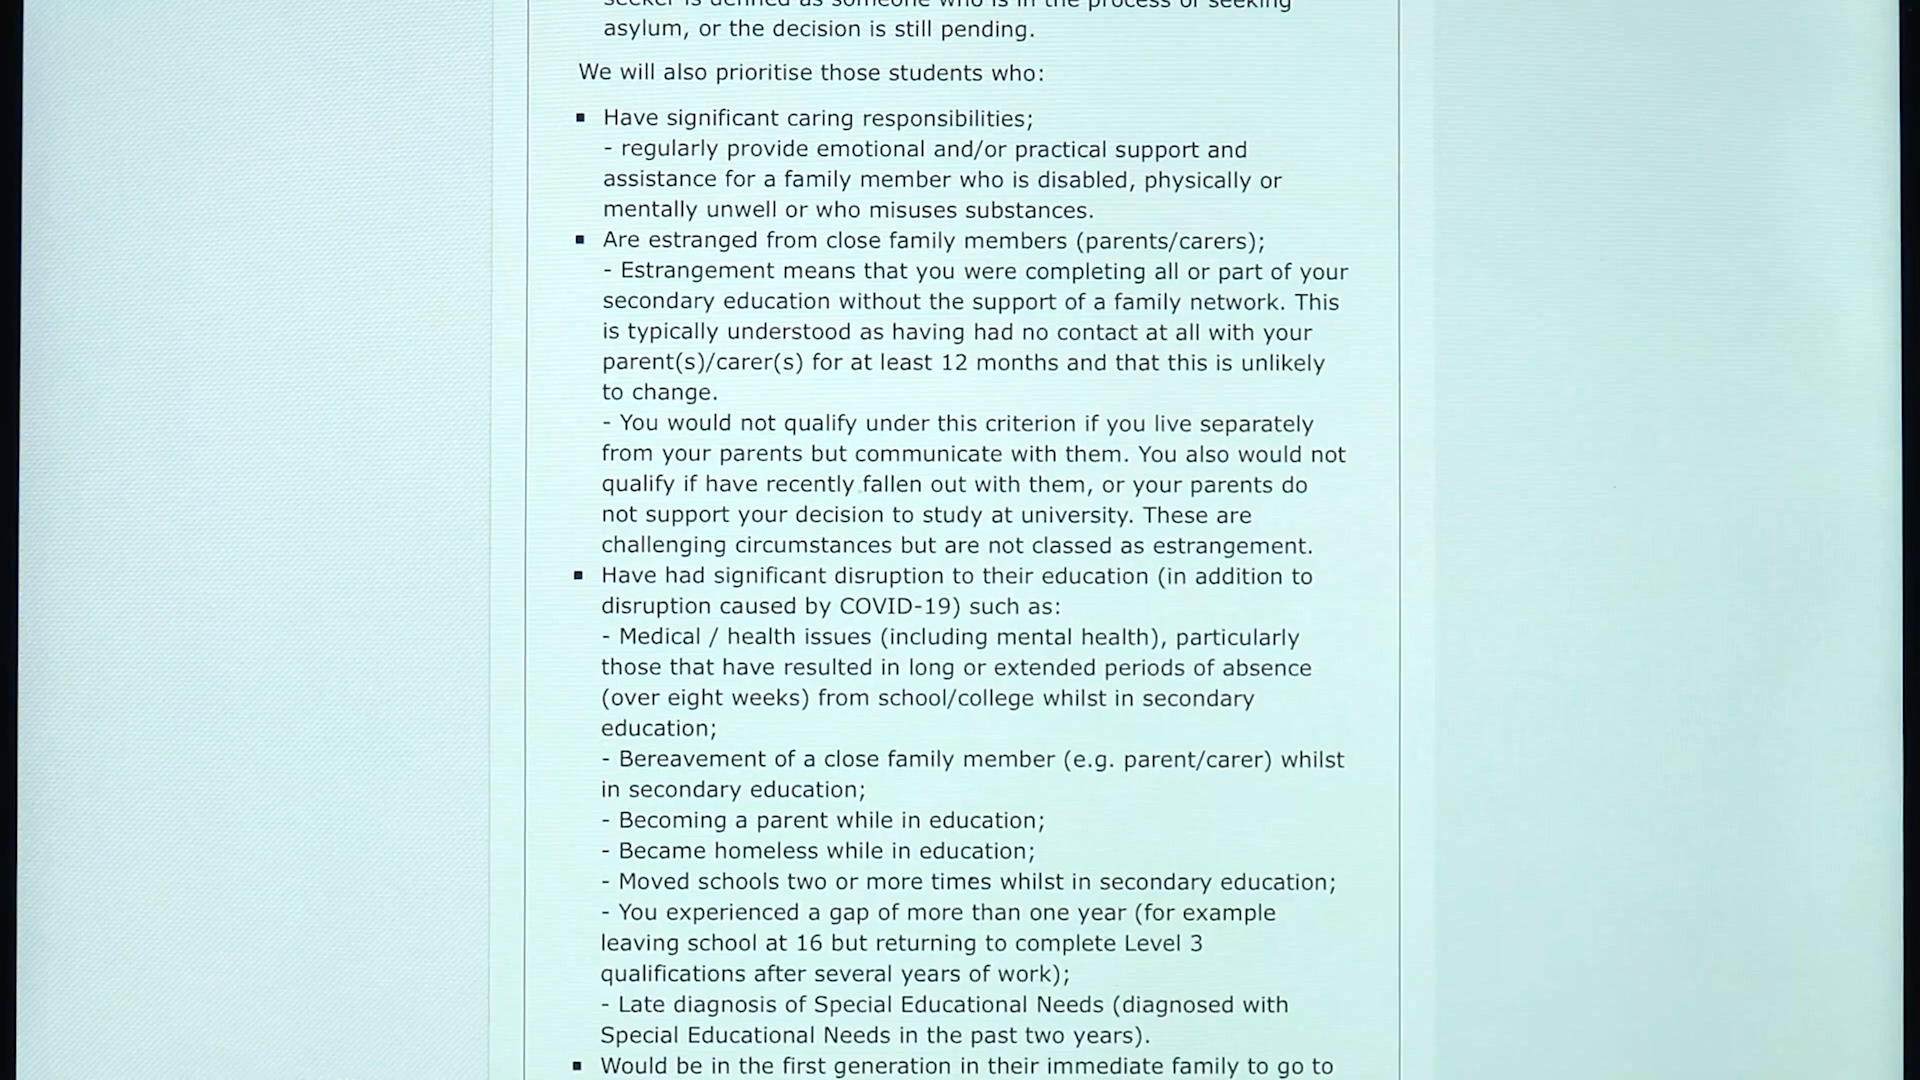 seeker is defined as someone who is in the process of seeking
asylum, or the decision is still pending.
We will also prioritise those students who:
▪ Have significant caring responsibilities;
- regularly provide emotional and/or practical support and
assistance for a family member who is disabled, physically or
mentally unwell or who misuses substances.
▪ Are estranged from close family members (parents/carers);
- Estrangement means that you were completing all or part of your
secondary education without the support of a family network. This
is typically understood as having had no contact at all with your
parent(s)/carer(s) for at least 12 months and that this is unlikely
to change.
- You would not qualify under this criterion if you live separately
from your parents but communicate with them. You also would not
qualify if have recently fallen out with them, or your parents do
not support your decision to study at university. These are
challenging circumstances but are not classed as estrangement.
▪ Have had significant disruption to their education (in addition to
disruption caused by COVID-19) such as:
- Medical / health issues (including mental health), particularly
those that have resulted in long or extended periods of absence
(over eight weeks) from school/college whilst in secondary
education;
- Bereavement of a close family member (e.g. parent/carer) whilst
in secondary education;
- Becoming a parent while in education;
- Became homeless while in education;
- Moved schools two or more times whilst in secondary education;
- You experienced a gap of more than one year (for example
leaving school at 16 but returning to complete Level 3
qualifications after several years of work);
- Late diagnosis of Special Educational Needs (diagnosed with
Special Educational Needs in the past two years).
▪ Would be in the first generation in their immediate family to go to